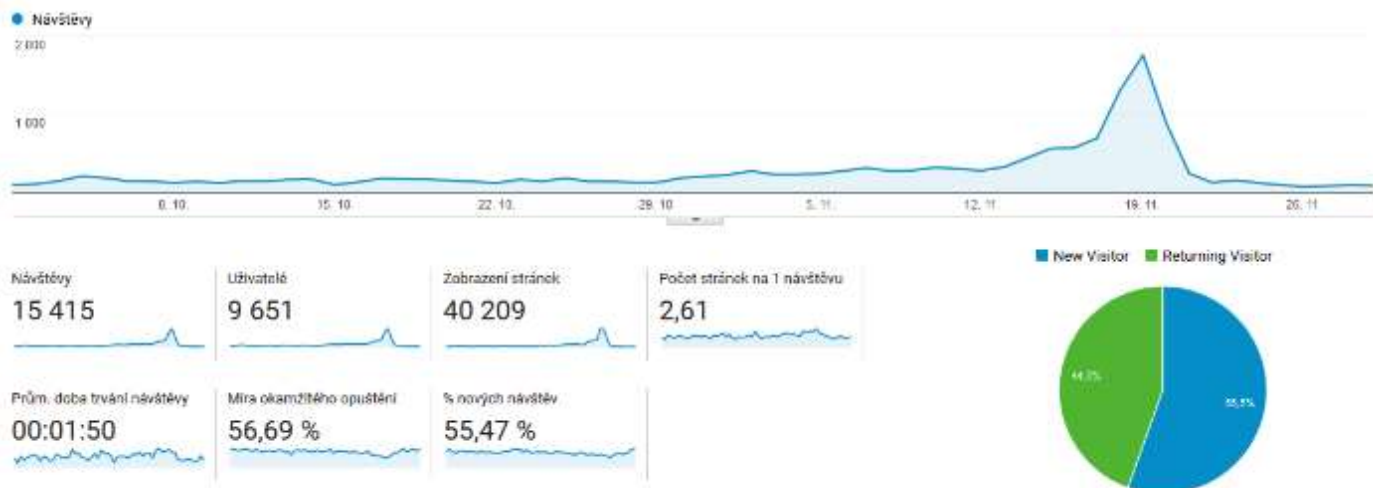 Návštěvy
2 000
1 000
8. 10.
15. 10.
22. 10.
29. 10.
5. 11.
12. 11.
19. 11.
26. 11.
New Visitor
Returning Visitor
Návštěvy
Uživatelé
Zobrazení stránek
Počet stránek na 1 návštěvu
15 415
9 651
40 209
2,61
Prům. doba trvání návštěvy
Míra okamžitého opuštění
% nových návštěv
00:01:50
56,69 %
55,47 %